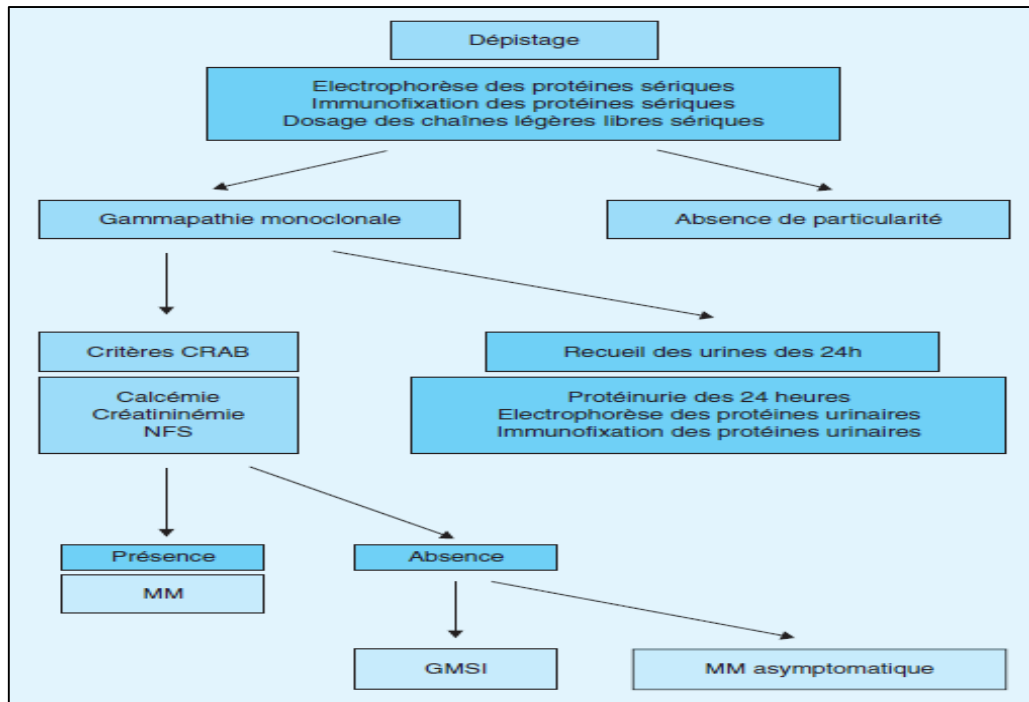 Dépistage
Electrophorèse des protéines sériques
Immunofixation des protéines sériques
Dosage des chaînes légères libres sériques
Gammapathie monoclonale
Absence de particularité
Critères CRAB
Calcémie
Créatininémie
NFS
Recueil des urines des 24h
Protéinurie des 24 heures
Electrophorèse des protéines urinaires
Immunofixation des protéines urinaires
Présence
MM
Absence
GMSI
MM asymptomatique